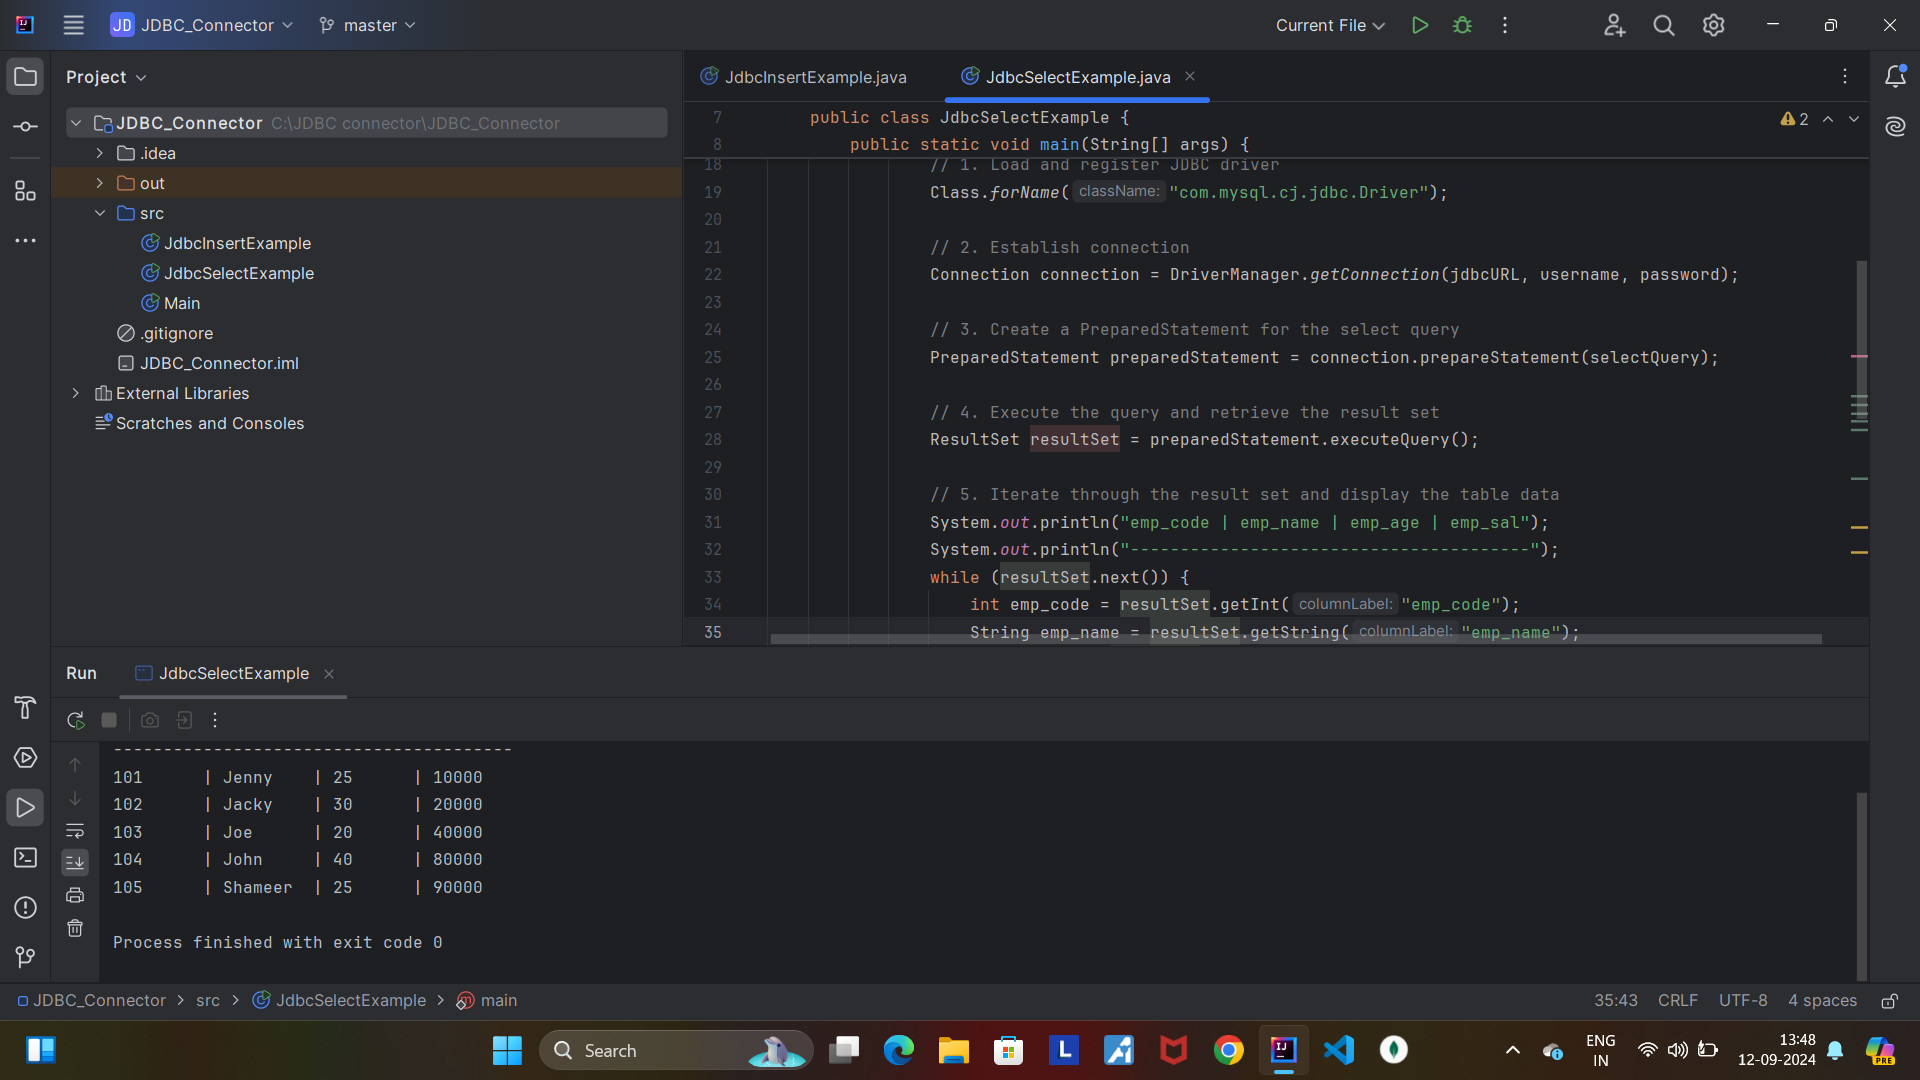 JD JDBC_Connector master Current File
Project
JDBC_Connector C:\JDBC connector\JDBC_Connector
.idea
out
src
JdbcInsertExample
JdbcSelectExample
Main
.gitignore
JDBC_Connector.iml
External Libraries
Scratches and Consoles
JdbcInsertExample.java JdbcSelectExample.java
7 public class JdbcSelectExample { 2
8 public static void main(String[] args) {
18 // 1. Load and register JDBC driver
19 Class.forName( className: "com.mysql.cj.jdbc.Driver");
20
21 // 2. Establish connection
22 Connection connection = DriverManager.getConnection(jdbcURL, username, password);
23
24 // 3. Create a PreparedStatement for the select query
25 PreparedStatement preparedStatement = connection.prepareStatement(selectQuery);
26
27 // 4. Execute the query and retrieve the result set
28 ResultSet resultSet = preparedStatement.executeQuery();
29
30 // 5. Iterate through the result set and display the table data
31 System.out.println("emp_code | emp_name | emp_age | emp_sal");
32 System.out.println("----------------------------------------");
33 while (resultSet.next()) {
34 int emp_code = resultSet.getInt( columnLabel: "emp_code");
35 String emp_name = resultSet.getString( columnLabel: "emp_name");
Run JdbcSelectExample
----------------------------------------
101 | Jenny | 25 | 10000
102 | Jacky | 30 | 20000
103 | Joe | 20 | 40000
104 | John | 40 | 80000
105 | Shameer | 25 | 90000
Process finished with exit code 0
JDBC_Connector > src > JdbcSelectExample > main 35:43 CRLF UTF-8 4 spaces
Search
L
ENG
IN
13:48
12-09-2024
PRE